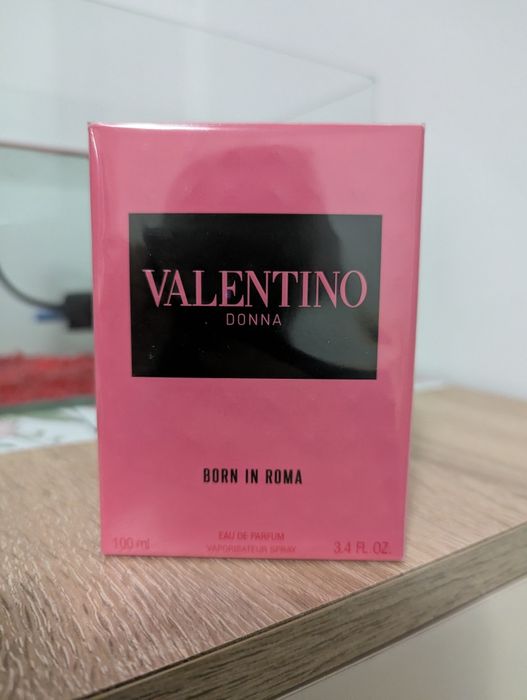 VALENTINO
DONNA
BORN IN ROMA
EAU DE PARFUM
100 ml VAPORISATEUR SPRAY 3.4 FL. OZ.